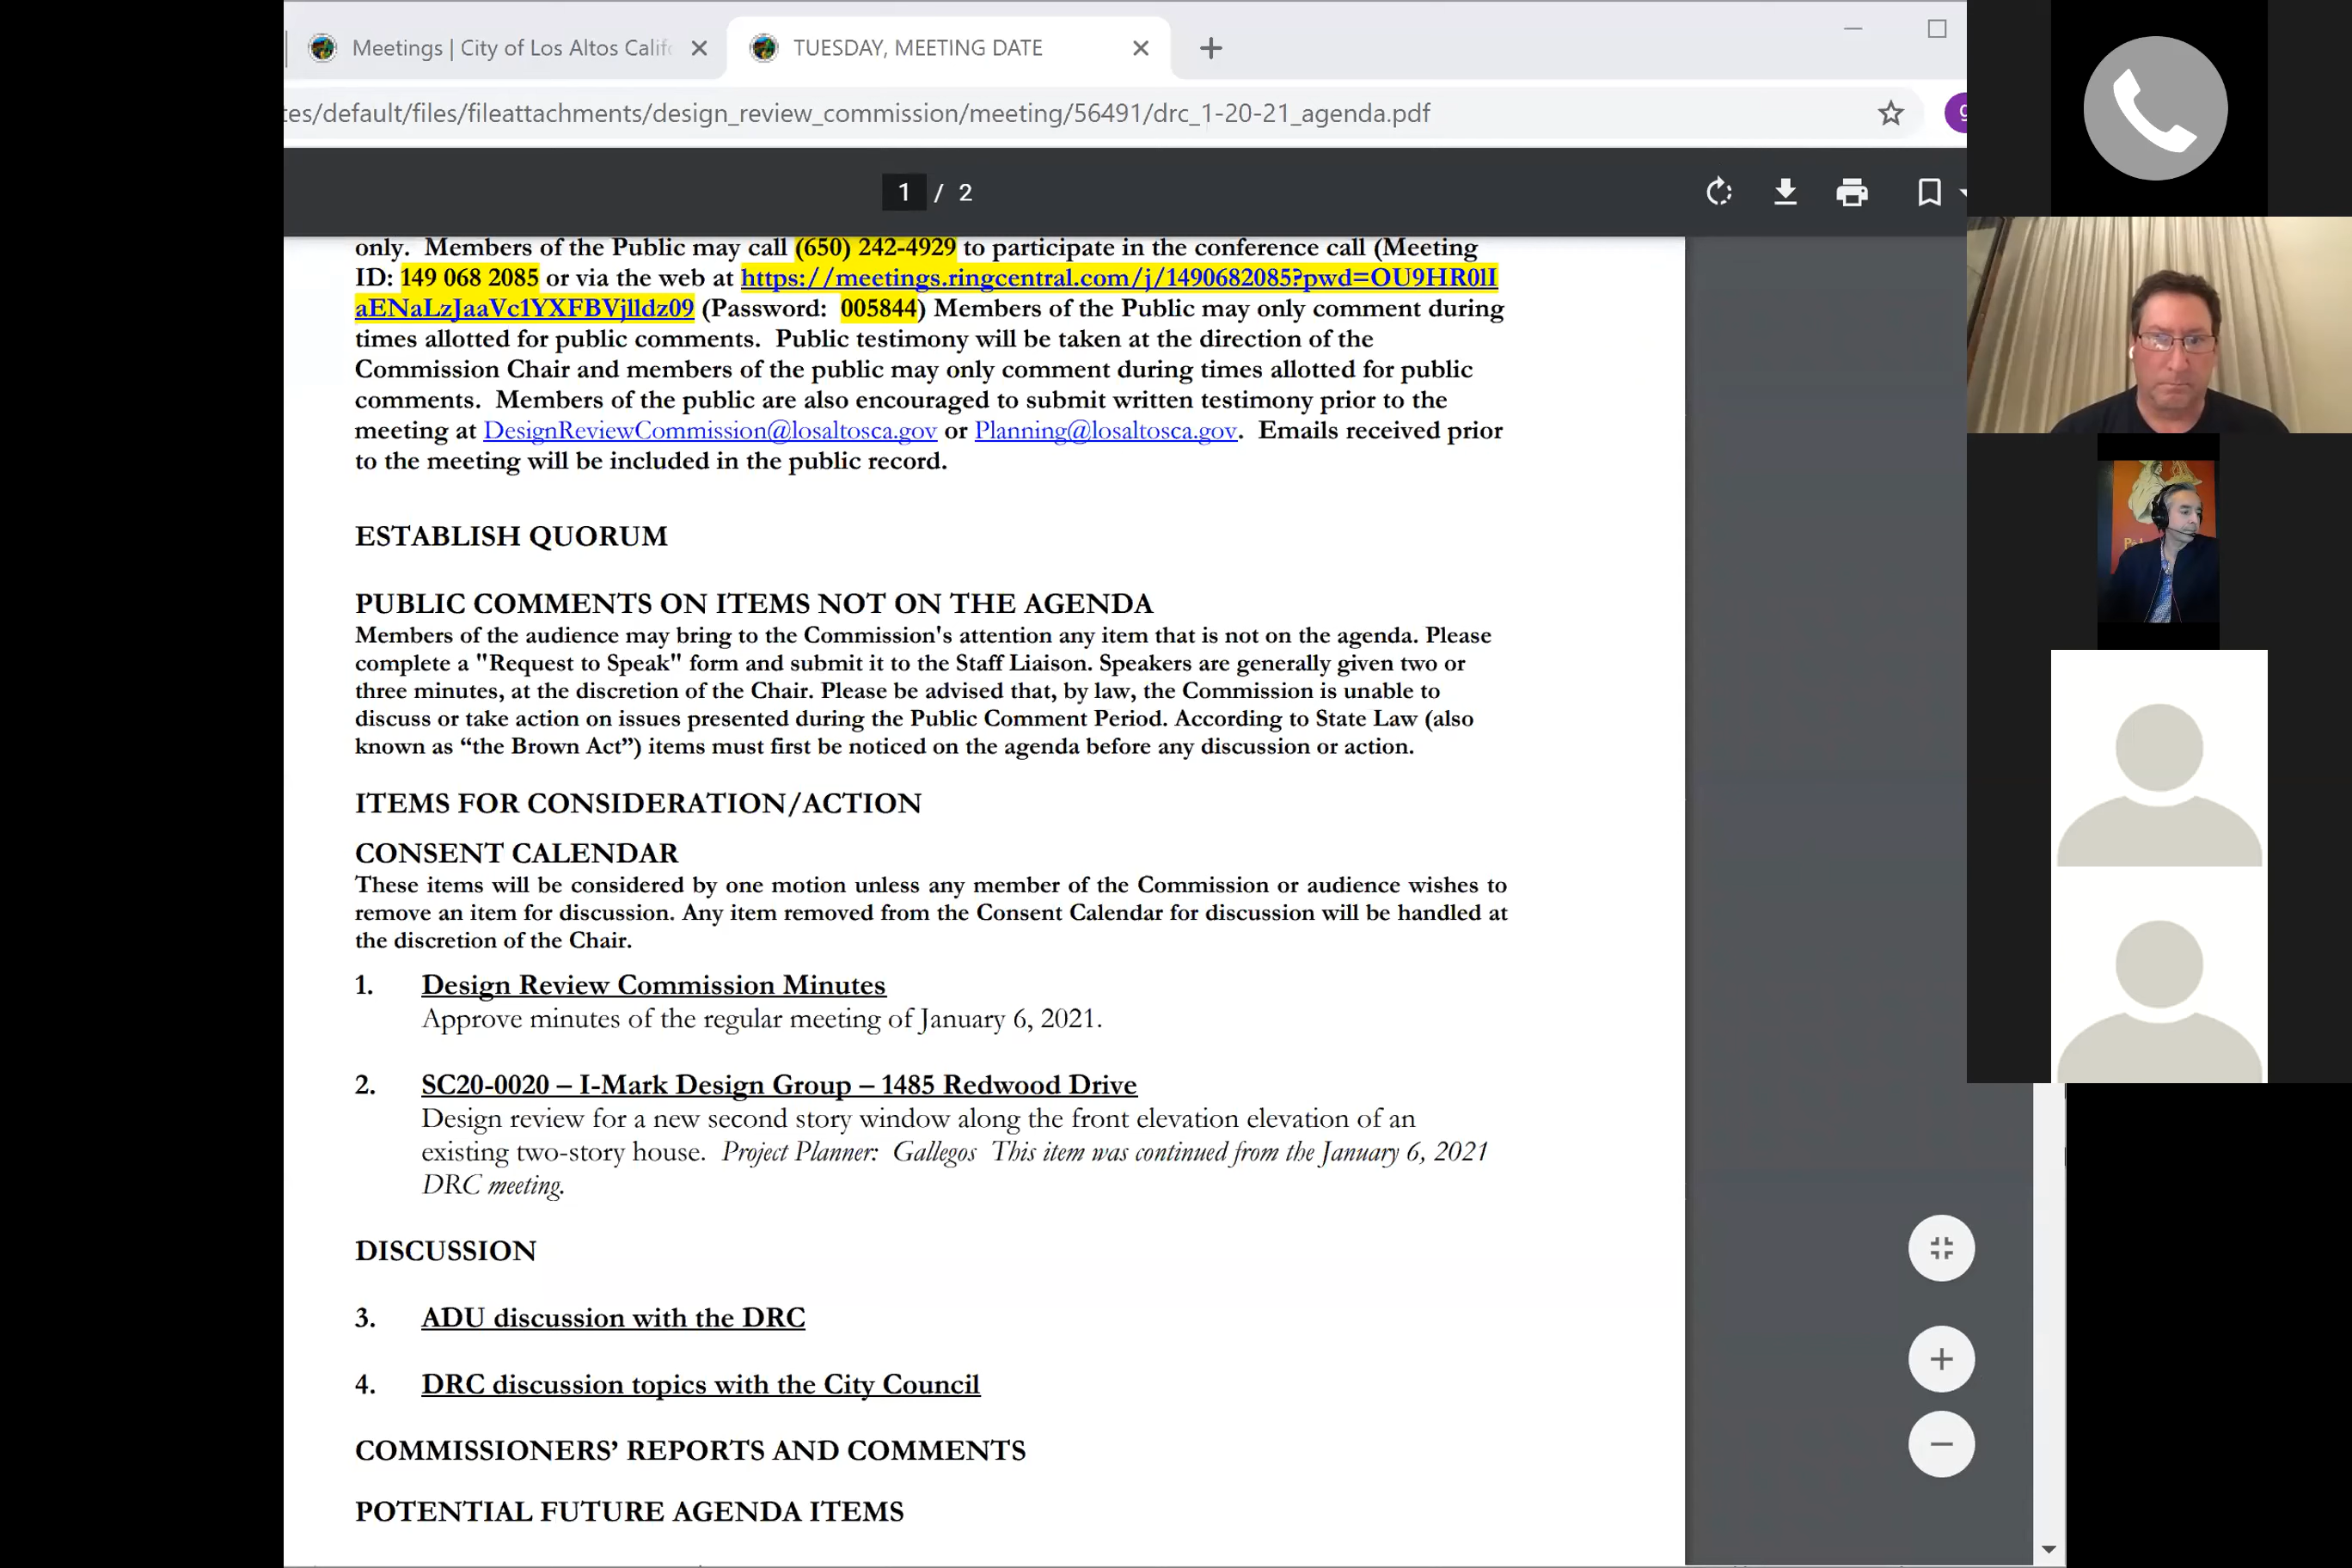 Meetings | City of Los Altos Calif
TUESDAY, MEETING DATE
tes/default/files/fileattachments/design_review_commission/meeting/56491/drc_1-20-21_agenda.pdf
g
1 / 2
only. Members of the Public may call (650) 242-4929 to participate in the conference call (Meeting
ID: 149 068 2085 or via the web at https://meetings.ringcentral.com/j/1490682085?pwd=OU9HR0lI
aENaLzJaaVc1YXFBVjlldz09 (Password: 005844) Members of the Public may only comment during
times allotted for public comments. Public testimony will be taken at the direction of the
Commission Chair and members of the public may only comment during times allotted for public
comments. Members of the public are also encouraged to submit written testimony prior to the
meeting at DesignReviewCommission@losaltosca.gov or Planning@losaltosca.gov. Emails received prior
to the meeting will be included in the public record.
ESTABLISH QUORUM
PUBLIC COMMENTS ON ITEMS NOT ON THE AGENDA
Members of the audience may bring to the Commission's attention any item that is not on the agenda. Please
complete a "Request to Speak" form and submit it to the Staff Liaison. Speakers are generally given two or
three minutes, at the discretion of the Chair. Please be advised that, by law, the Commission is unable to
discuss or take action on issues presented during the Public Comment Period. According to State Law (also
known as “the Brown Act”) items must first be noticed on the agenda before any discussion or action.
ITEMS FOR CONSIDERATION/ACTION
CONSENT CALENDAR
These items will be considered by one motion unless any member of the Commission or audience wishes to
remove an item for discussion. Any item removed from the Consent Calendar for discussion will be handled at
the discretion of the Chair.
1. Design Review Commission Minutes
Approve minutes of the regular meeting of January 6, 2021.
2. SC20-0020 – I-Mark Design Group – 1485 Redwood Drive
Design review for a new second story window along the front elevation elevation of an
existing two-story house. Project Planner: Gallegos This item was continued from the January 6, 2021
DRC meeting.
DISCUSSION
3. ADU discussion with the DRC
4. DRC discussion topics with the City Council
COMMISSIONERS’ REPORTS AND COMMENTS
POTENTIAL FUTURE AGENDA ITEMS